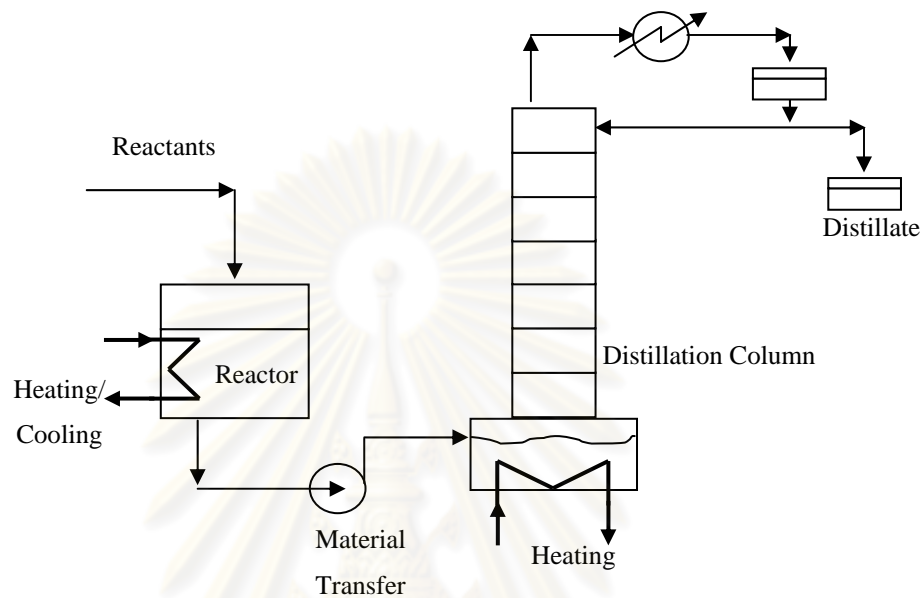 Reactants
Distillate
Distillation Column
Reactor
Heating/
Cooling
Material
Transfer
Heating